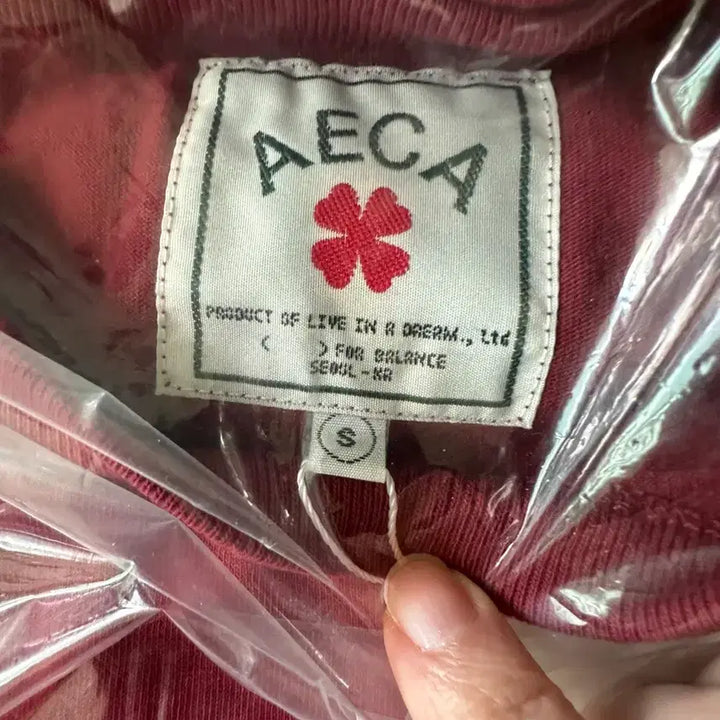 AECA
PRODUCT OF LIVE IN A DREAM., Ltd
(      ) FOR BALANCE
SEOUL-KR
S